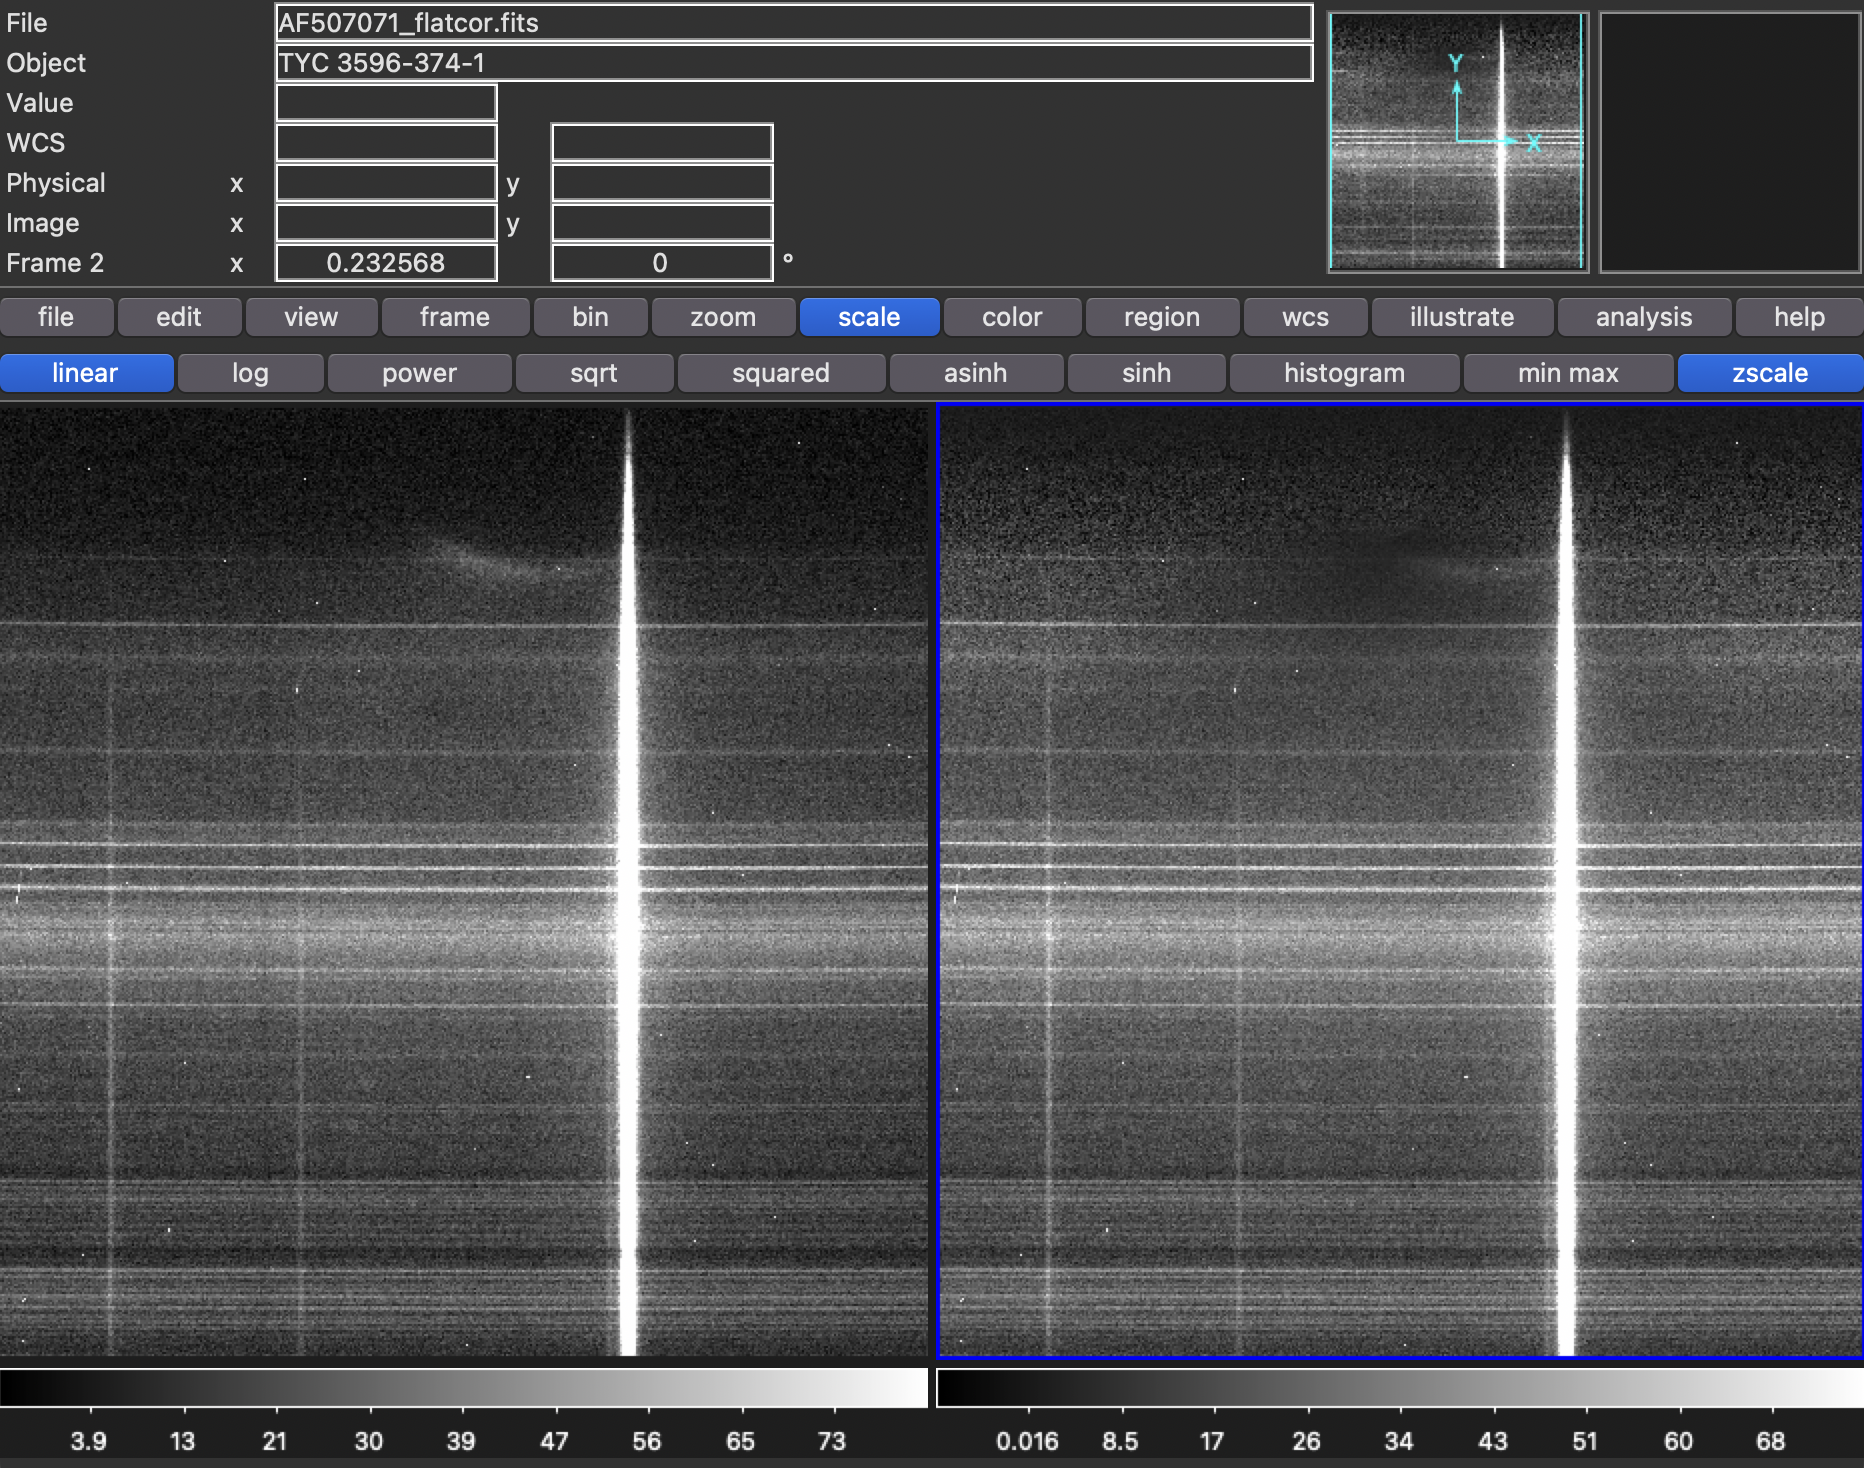 File AF507071_flatcor.fits
Object TYC 3596-374-1
Value
WCS
Physical x y
Image x y
Frame 2 x 0.232568 0 °
Y
X
file edit view frame bin zoom scale color region wcs illustrate analysis help
linear log power sqrt squared asinh sinh histogram min max zscale
3.9 13 21 30 39 47 56 65 73 0.016 8.5 17 26 34 43 51 60 68